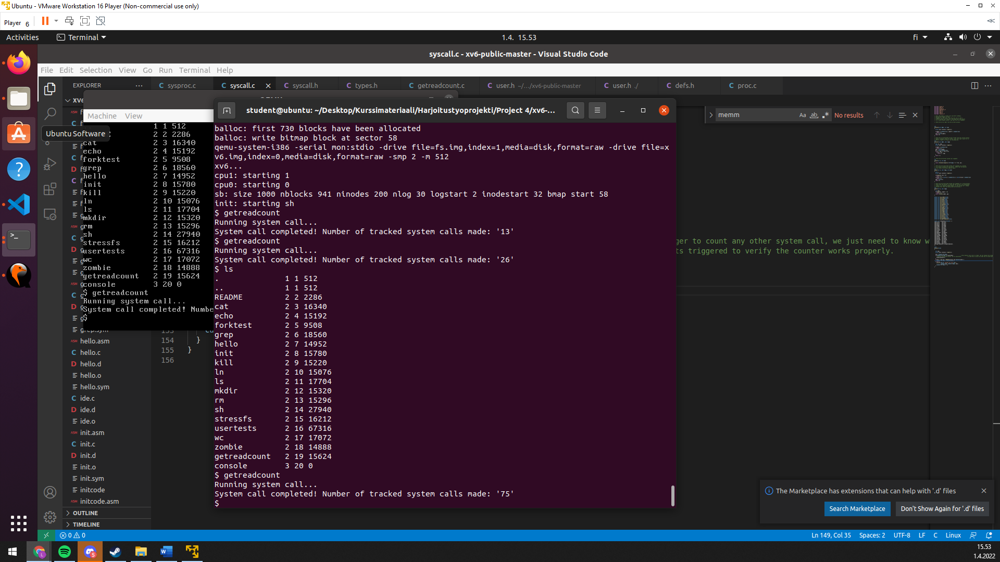 Ubuntu - VMware Workstation 16 Player (Non-commercial use only)
Player 6
Activities
Terminal
1.4. 15.53
fi
syscall.c - xv6-public-master - Visual Studio Code
File Edit Selection View Go Run Terminal Help
EXPLORER
sysproc.c
syscall.c
syscall.h
types.h
getreadcount.c
user.h ~/.../xv6-public-master
user.h ./
defs.h
proc.c
Machine View
1 1 512
2 2 2286
cat 2 3 16340
echo 2 4 15192
forktest 2 5 9508
grep 2 6 18560
hello 2 7 14952
init 2 8 15780
kill 2 9 15220
ln 2 10 15076
ls 2 11 17704
mkdir 2 12 15320
rm 2 13 15296
sh 2 14 27940
stressfs 2 15 16212
usertests 2 16 67316
wc 2 17 17072
zombie 2 18 14888
getreadcount 2 19 15624
console 3 20 0
$ getreadcount
Running system call...
System call completed! Numbe
$
Ubuntu Software
student@ubuntu: ~/Desktop/Kurssimateriaali/Harjoitustyoprojekti/Project 4/xv6-...
balloc: first 730 blocks have been allocated
balloc: write bitmap block at sector 58
qemu-system-i386 -serial mon:stdio -drive file=fs.img,index=1,media=disk,format=raw -drive file=x
v6.img,index=0,media=disk,format=raw -smp 2 -m 512
xv6...
cpu1: starting 1
cpu0: starting 0
sb: size 1000 nblocks 941 ninodes 200 nlog 30 logstart 2 inodestart 32 bmap start 58
init: starting sh
$ getreadcount
Running system call...
System call completed! Number of tracked system calls made: '13'
$ getreadcount
Running system call...
System call completed! Number of tracked system calls made: '26'
$ ls
. 1 1 512
.. 1 1 512
README 2 2 2286
cat 2 3 16340
echo 2 4 15192
forktest 2 5 9508
grep 2 6 18560
hello 2 7 14952
init 2 8 15780
kill 2 9 15220
ln 2 10 15076
ls 2 11 17704
mkdir 2 12 15320
rm 2 13 15296
sh 2 14 27940
stressfs 2 15 16212
usertests 2 16 67316
wc 2 17 17072
zombie 2 18 14888
getreadcount 2 19 15624
console 3 20 0
$ getreadcount
Running system call...
System call completed! Number of tracked system calls made: '75'
$
memm
No results
ger to count any other system call, we just need to know w
ts triggered to verify the counter works properly.
154 }
155 }
156
hello.asm
hello.c
hello.d
hello.o
hello.sym
ide.c
ide.d
ide.o
init.asm
init.c
init.d
init.o
init.sym
initcode
initcode.asm
OUTLINE
TIMELINE
The Marketplace has extensions that can help with '.d' files
Search Marketplace
Don't Show Again for '.d' files
0 0
Ln 149, Col 35
Spaces: 2
UTF-8
LF
C
Linux
15.53
1.4.2022